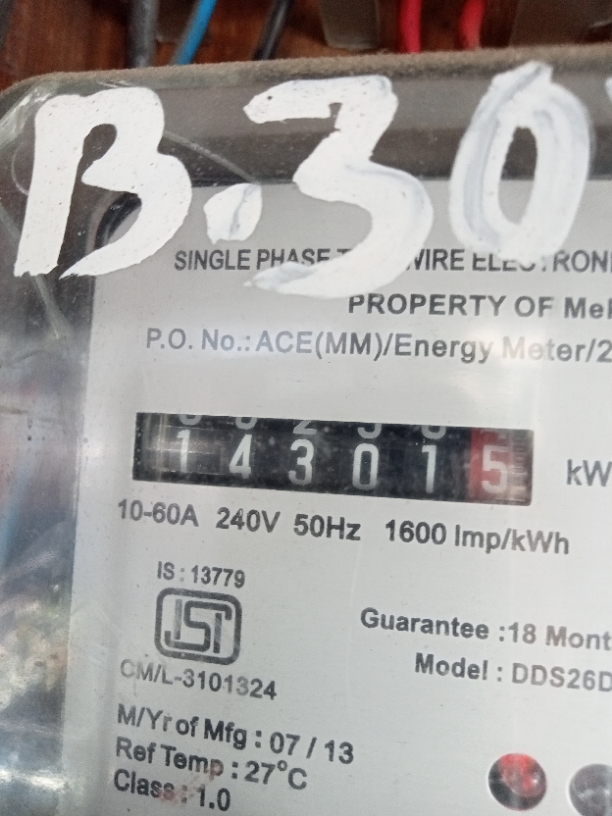 B.30
SINGLE PHASE WIRE
PROPERTY OF
P.O. No.: ACE(MM)/Energy Meter/2
143015
10-60A 240V 50Hz 1600 Imp/kWh
IS : 13779
ISI
Guarantee :18
CM/L-3101324
Model : DDS26D
M/Yr of Mfg : 07 / 13
Ref Temp : 27°C
Class : 1.0